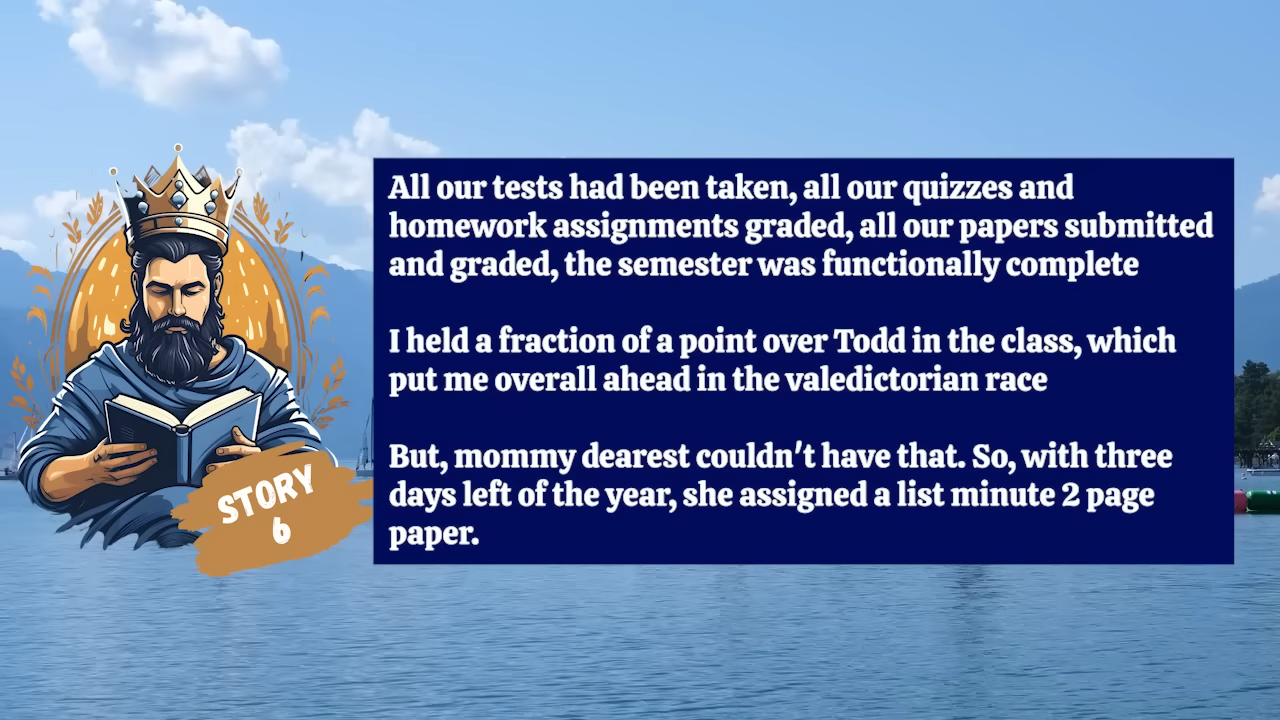 All our tests had been taken, all our quizzes and
homework assignments graded, all our papers submitted
and graded, the semester was functionally complete
I held a fraction of a point over Todd in the class, which
put me overall ahead in the valedictorian race
But, mommy dearest couldn't have that. So, with three
days left of the year, she assigned a list minute 2 page
paper.
STORY
6